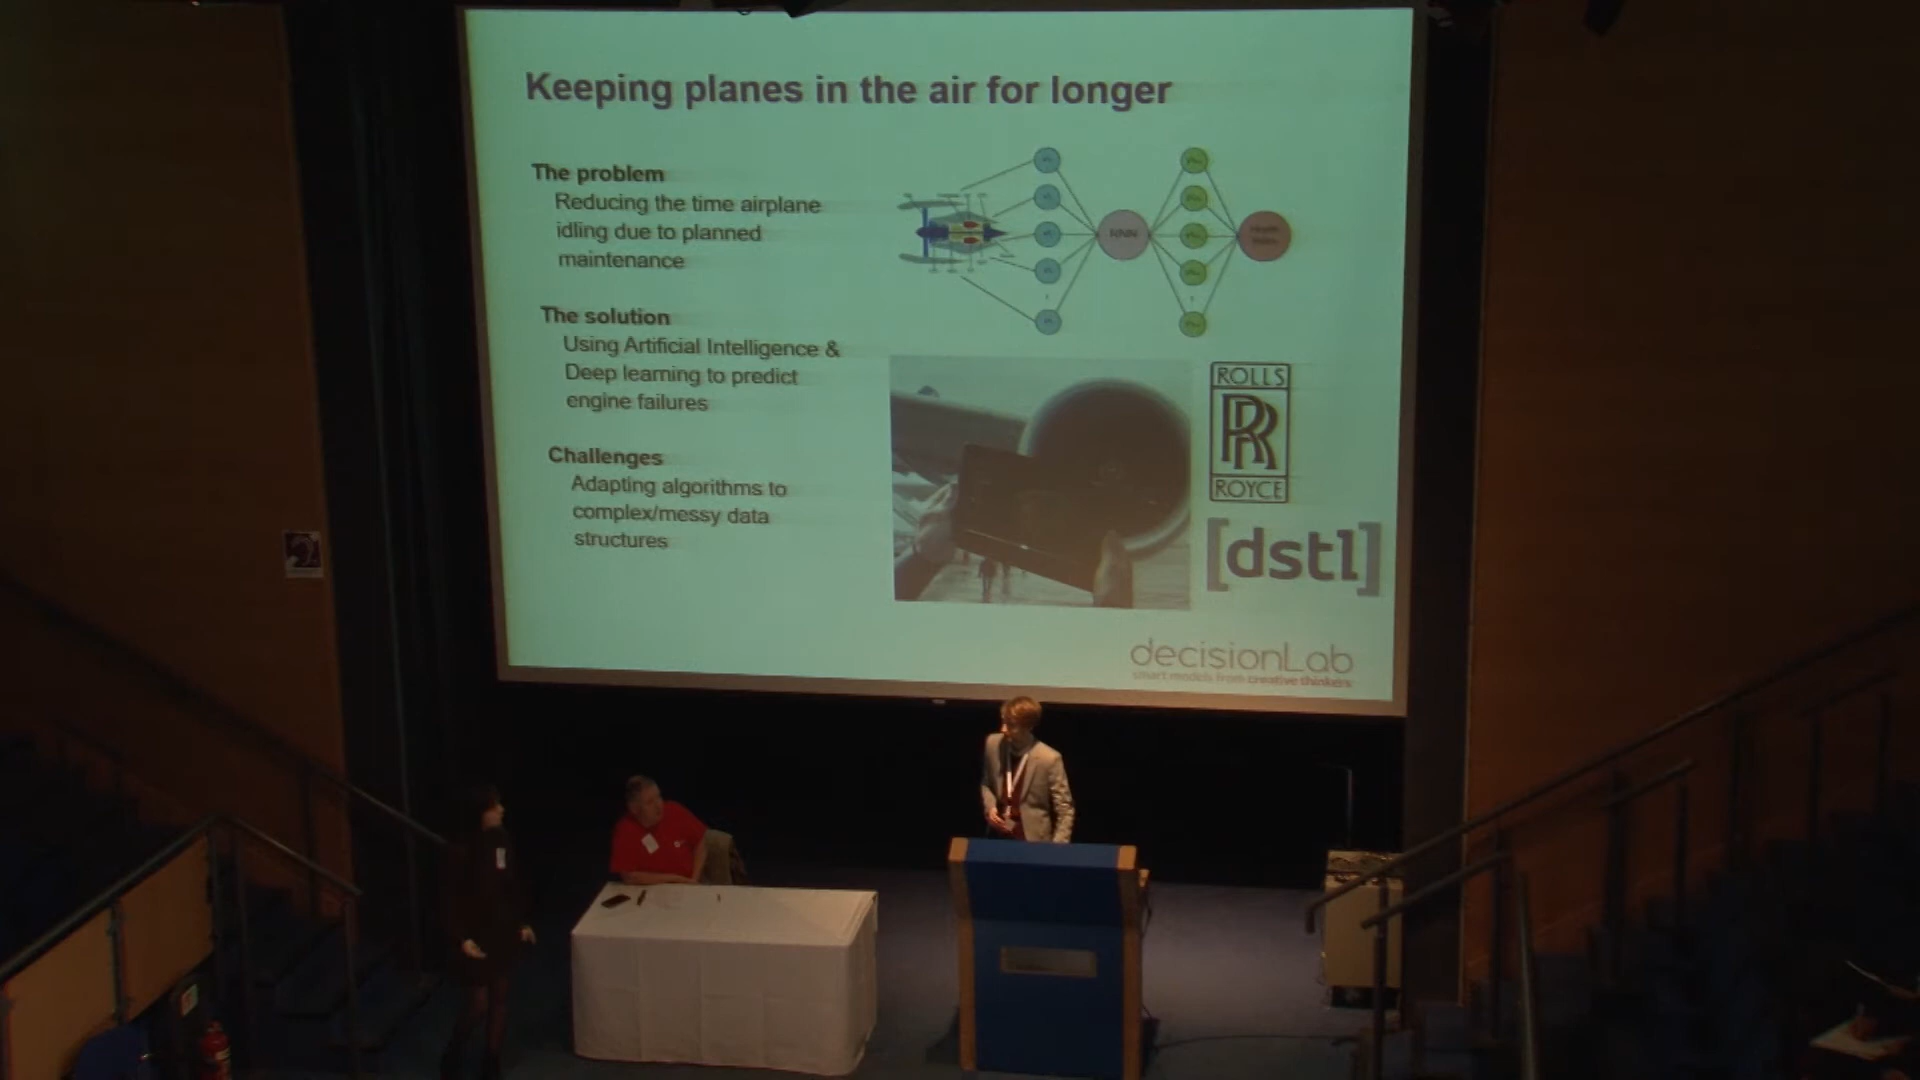 Keeping planes in the air for longer
The problem
Reducing the time airplane
idling due to planned
maintenance
The solution
Using Artificial Intelligence &
Deep learning to predict
engine failures
Challenges
Adapting algorithms to
complex/messy data
structures
RNN
ROLLS
RR
ROYCE
[dstl]
decisionLab
smart models from creative thinkers